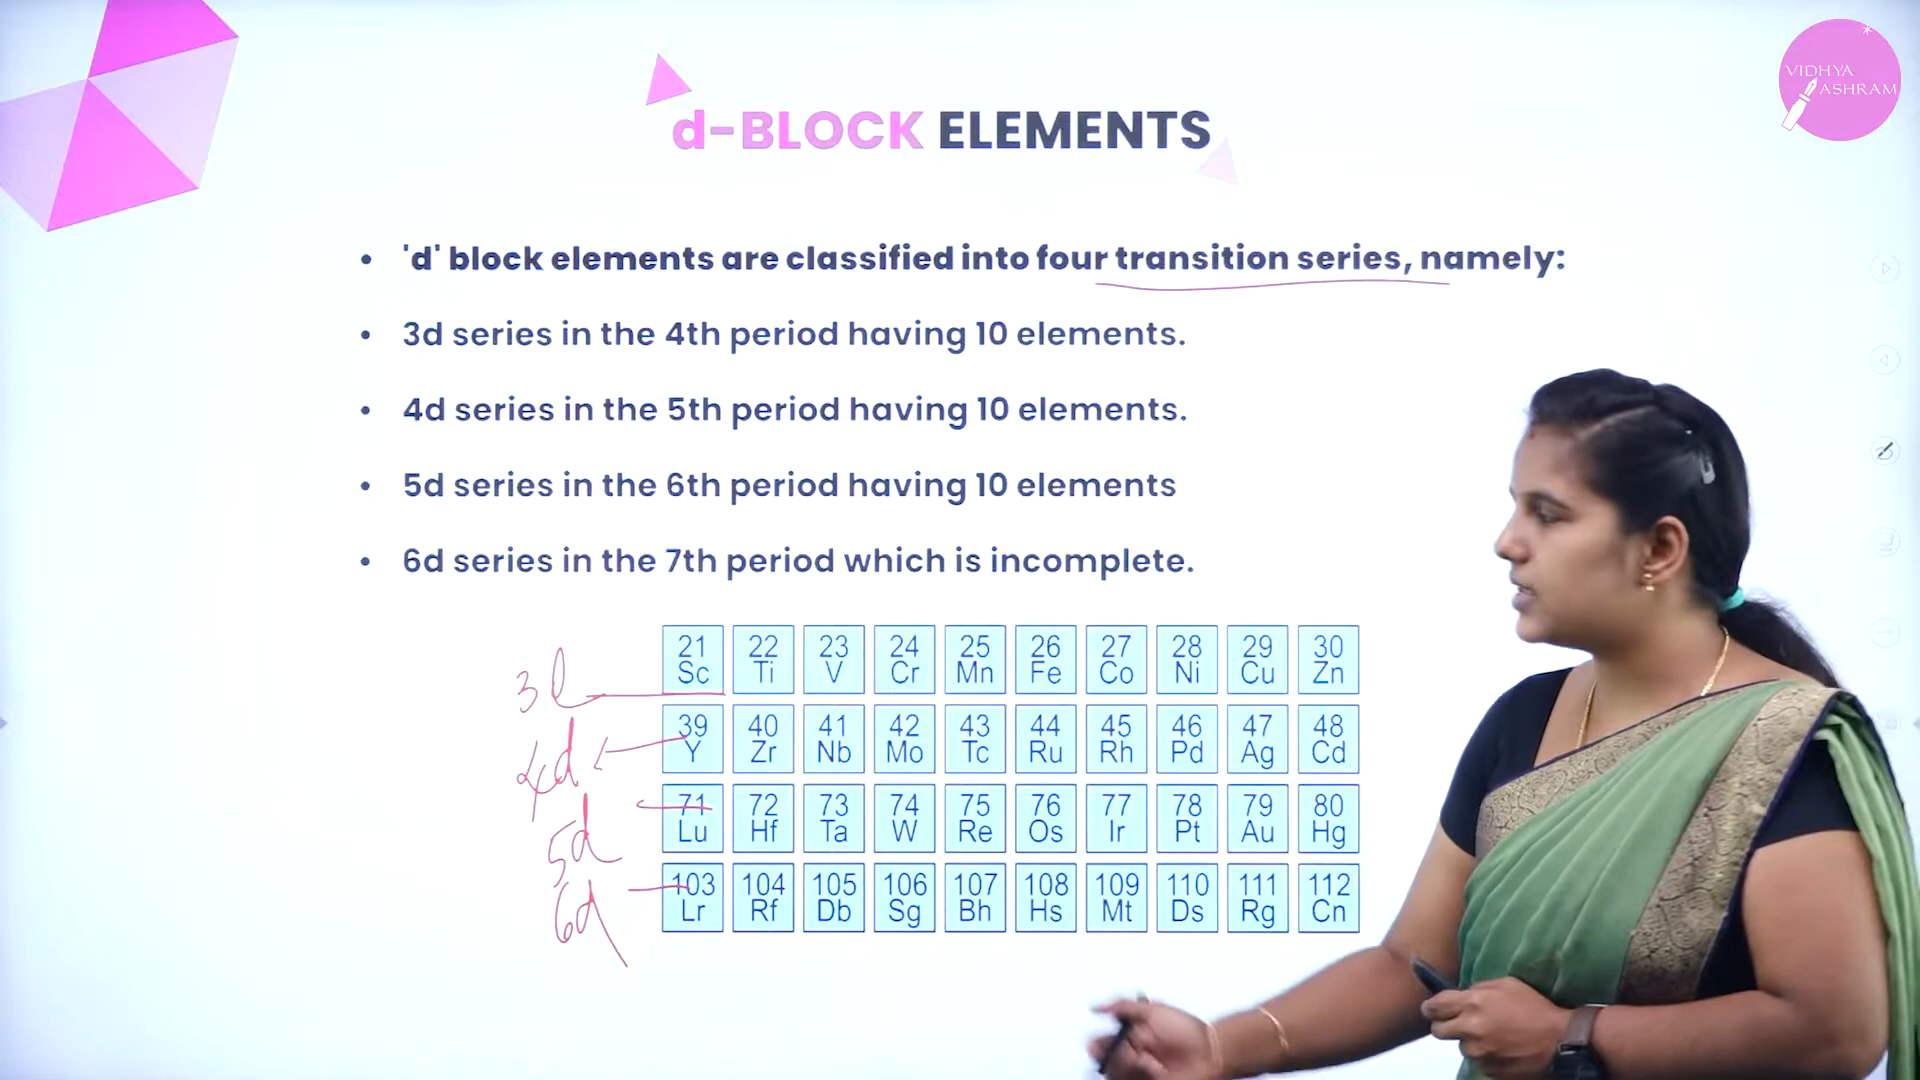 VIDHYA
ASHRAM
d-BLOCK ELEMENTS
• 'd' block elements are classified into four transition series, namely:
• 3d series in the 4th period having 10 elements.
• 4d series in the 5th period having 10 elements.
• 5d series in the 6th period having 10 elements
• 6d series in the 7th period which is incomplete.
3d
21 22 23 24 25 26 27 28 29 30
Sc Ti V Cr Mn Fe Co Ni Cu Zn
4d
39 40 41 42 43 44 45 46 47 48
Y Zr Nb Mo Tc Ru Rh Pd Ag Cd
5d
71 72 73 74 75 76 77 78 79 80
Lu Hf Ta W Re Os Ir Pt Au Hg
6d
103 104 105 106 107 108 109 110 111 112
Lr Rf Db Sg Bh Hs Mt Ds Rg Cn